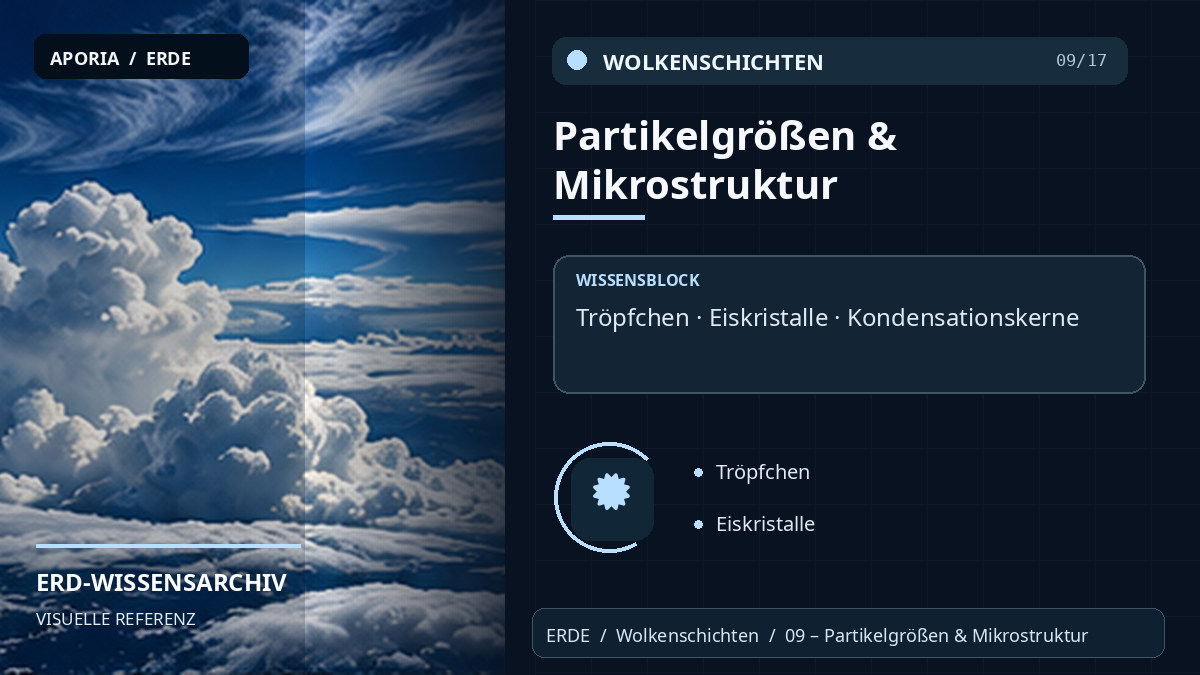 APORIA / ERDE
ERD-WISSENSARCHIV
VISUELLE REFERENZ
WOLKENSCHICHTEN
09/17
Partikelgrößen &
Mikrostruktur
WISSENSBLOCK
Tröpfchen · Eiskristalle · Kondensationskerne
Tröpfchen
Eiskristalle
ERDE / Wolkenschichten / 09 – Partikelgrößen & Mikrostruktur